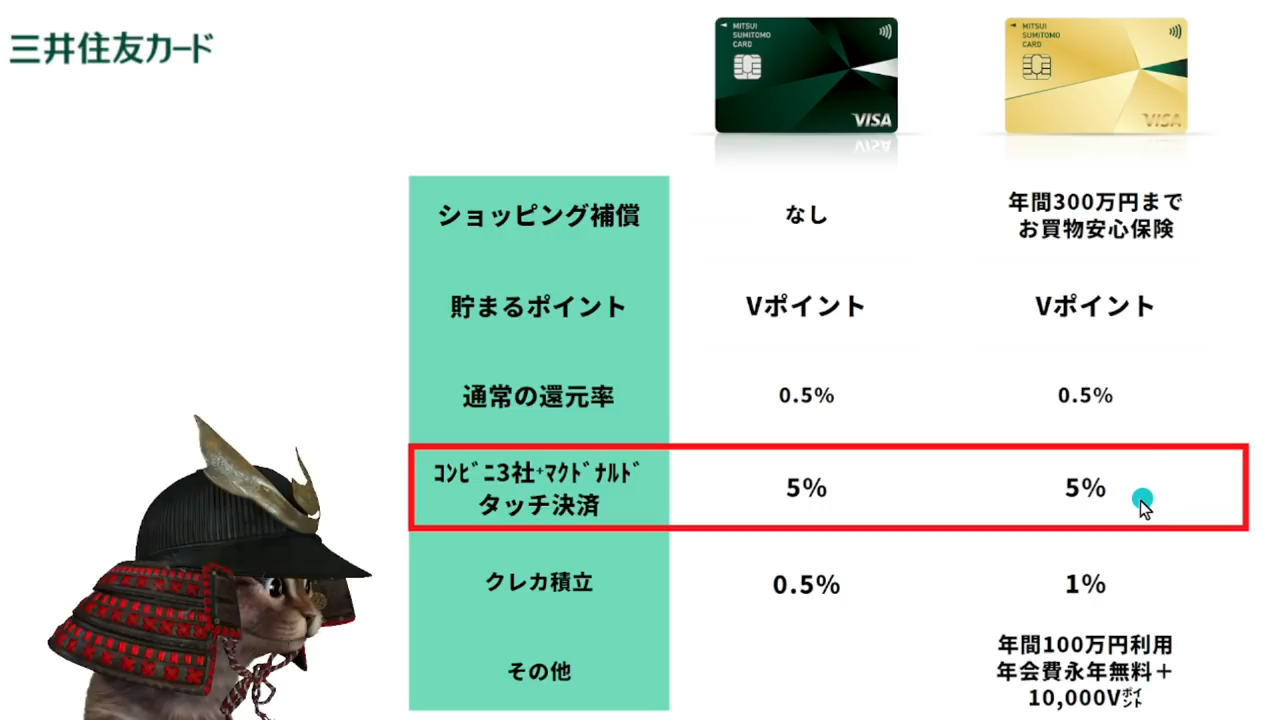 三井住友カード
MITSUI
SUMITOMO
CARD
VISA
MITSUI
SUMITOMO
CARD
VISA
ショッピング補償
なし
年間300万円まで
お買物安心保険
貯まるポイント
Vポイント
Vポイント
通常の還元率
0.5%
0.5%
ｺﾝﾋﾞﾆ3社+ﾏｸﾄﾞﾅﾙﾄﾞ
タッチ決済
5%
5%
クレカ積立
0.5%
1%
その他
年間100万円利用
年会費永年無料＋
10,000Vポイント